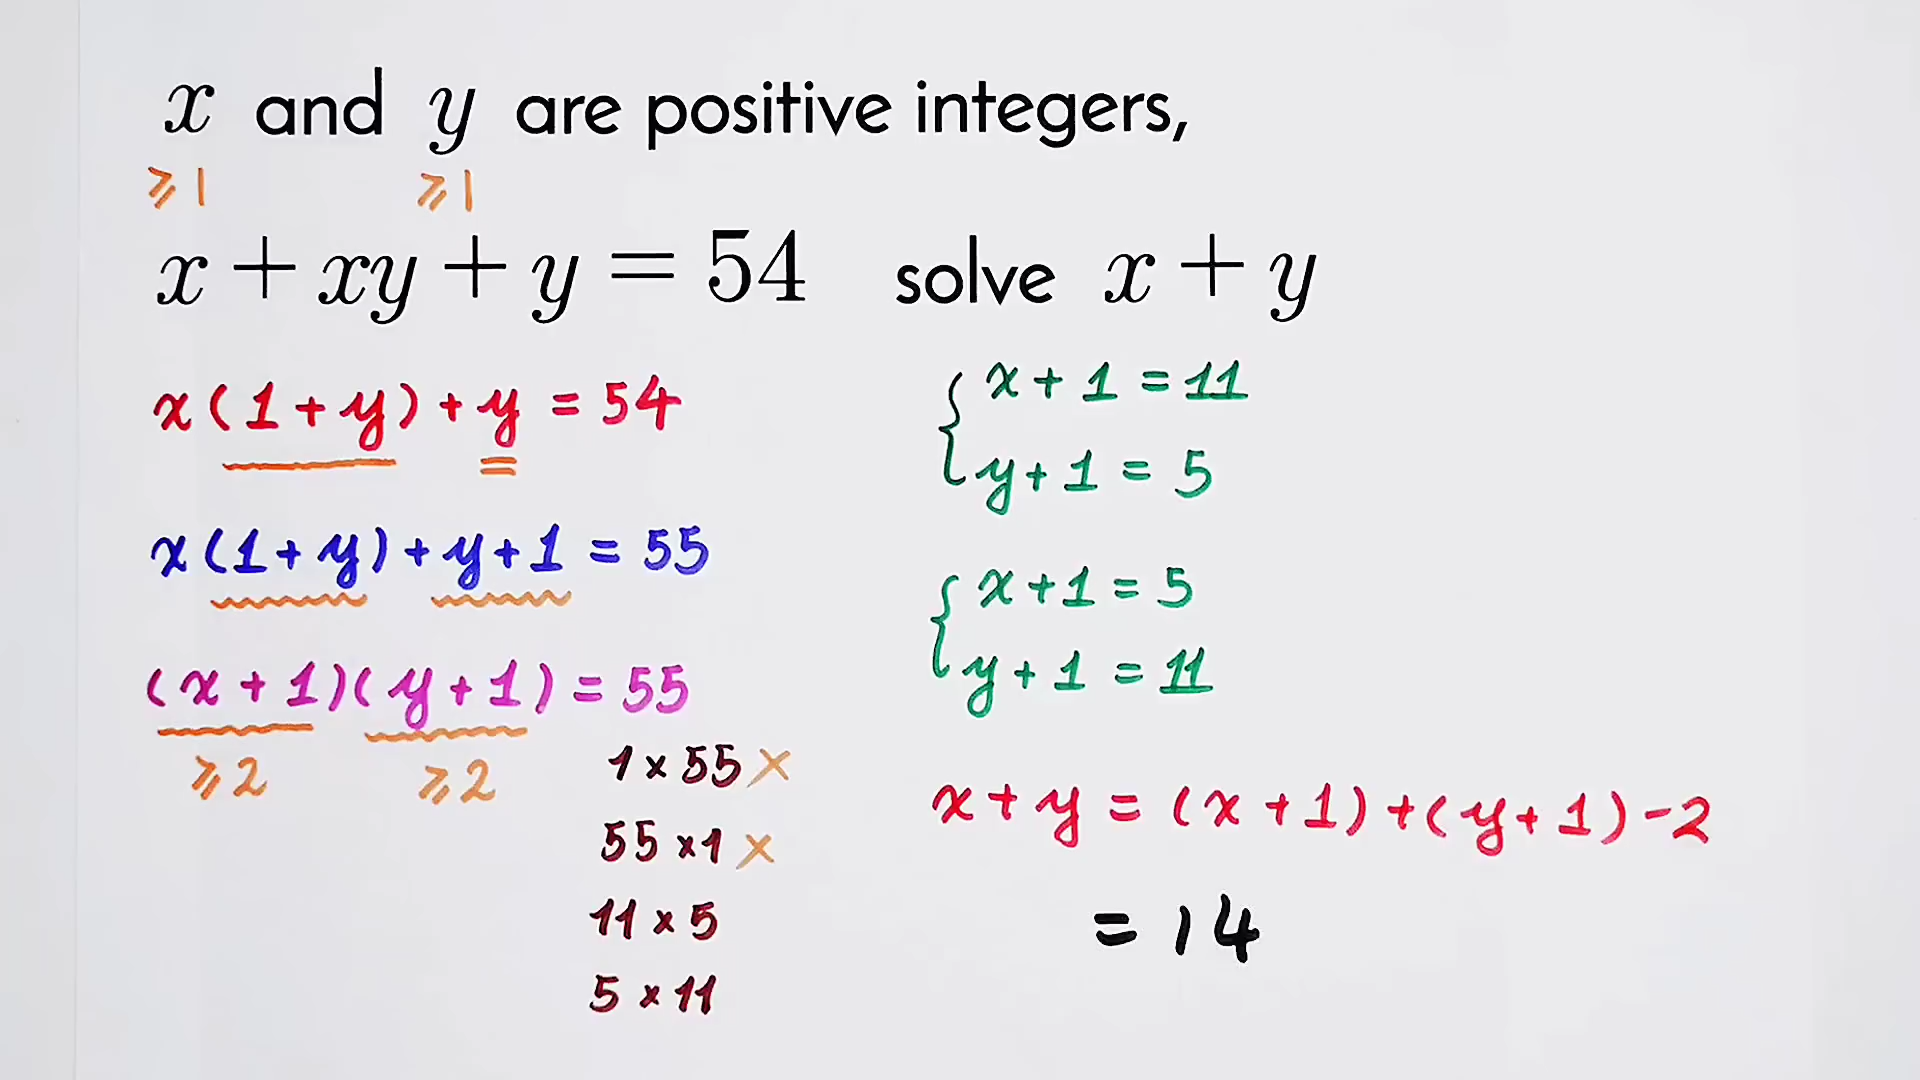 x and y are positive integers,
⩾1 ⩾1
x + xy + y = 54 solve x + y
x(1+y)+y = 54
x(1+y)+y+1 = 55
(x+1)(y+1) = 55
⩾2 ⩾2
1×55 ×
55×1 ×
11×5
5×11
{ x+1 = 11
y+1 = 5
{ x+1 = 5
y+1 = 11
x+y = (x+1)+(y+1)-2
= 14